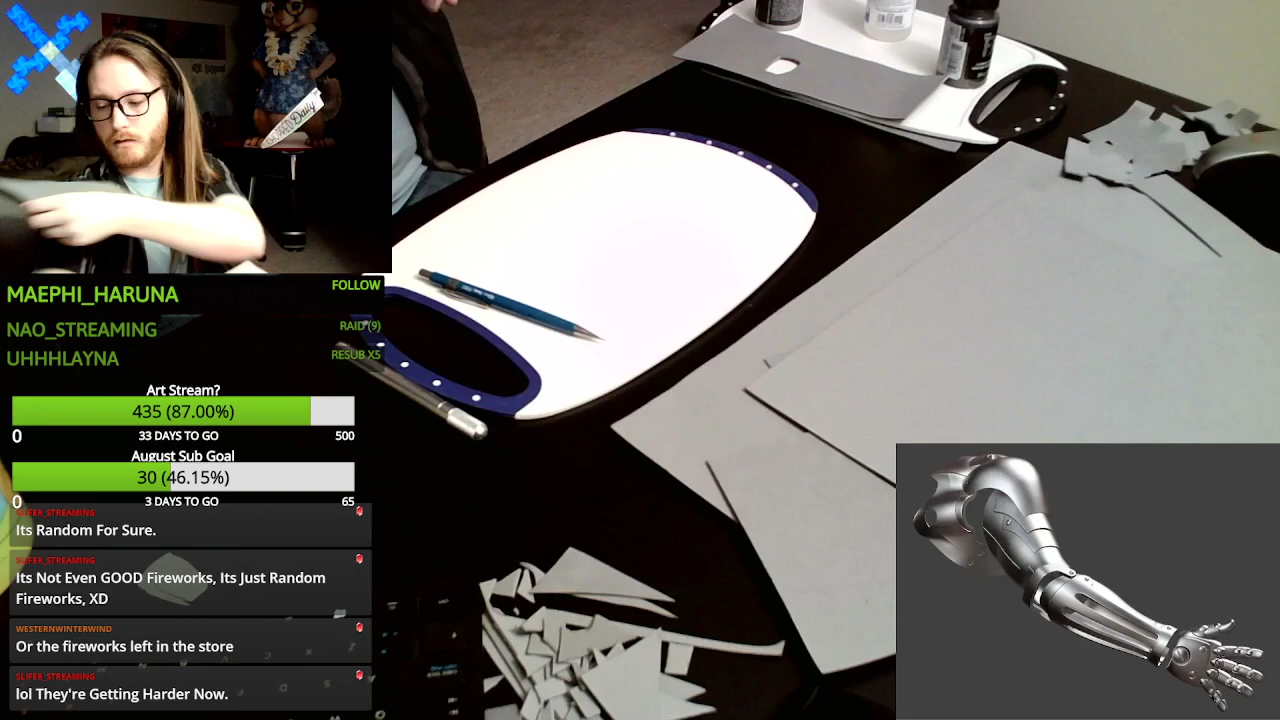 Daily
MAEPHI_HARUNA
FOLLOW
NAO_STREAMING
RAID (9)
UHHHLAYNA
RESUB X5
Art Stream?
435 (87.00%)
0
33 DAYS TO GO
500
August Sub Goal
30 (46.15%)
0
3 DAYS TO GO
65
SLIFER_STREAMING
Its Random For Sure.
SLIFER_STREAMING
Its Not Even GOOD Fireworks, Its Just Random
Fireworks, XD
WESTERNWINTERWIND
Or the fireworks left in the store
SLIFER_STREAMING
lol They're Getting Harder Now.